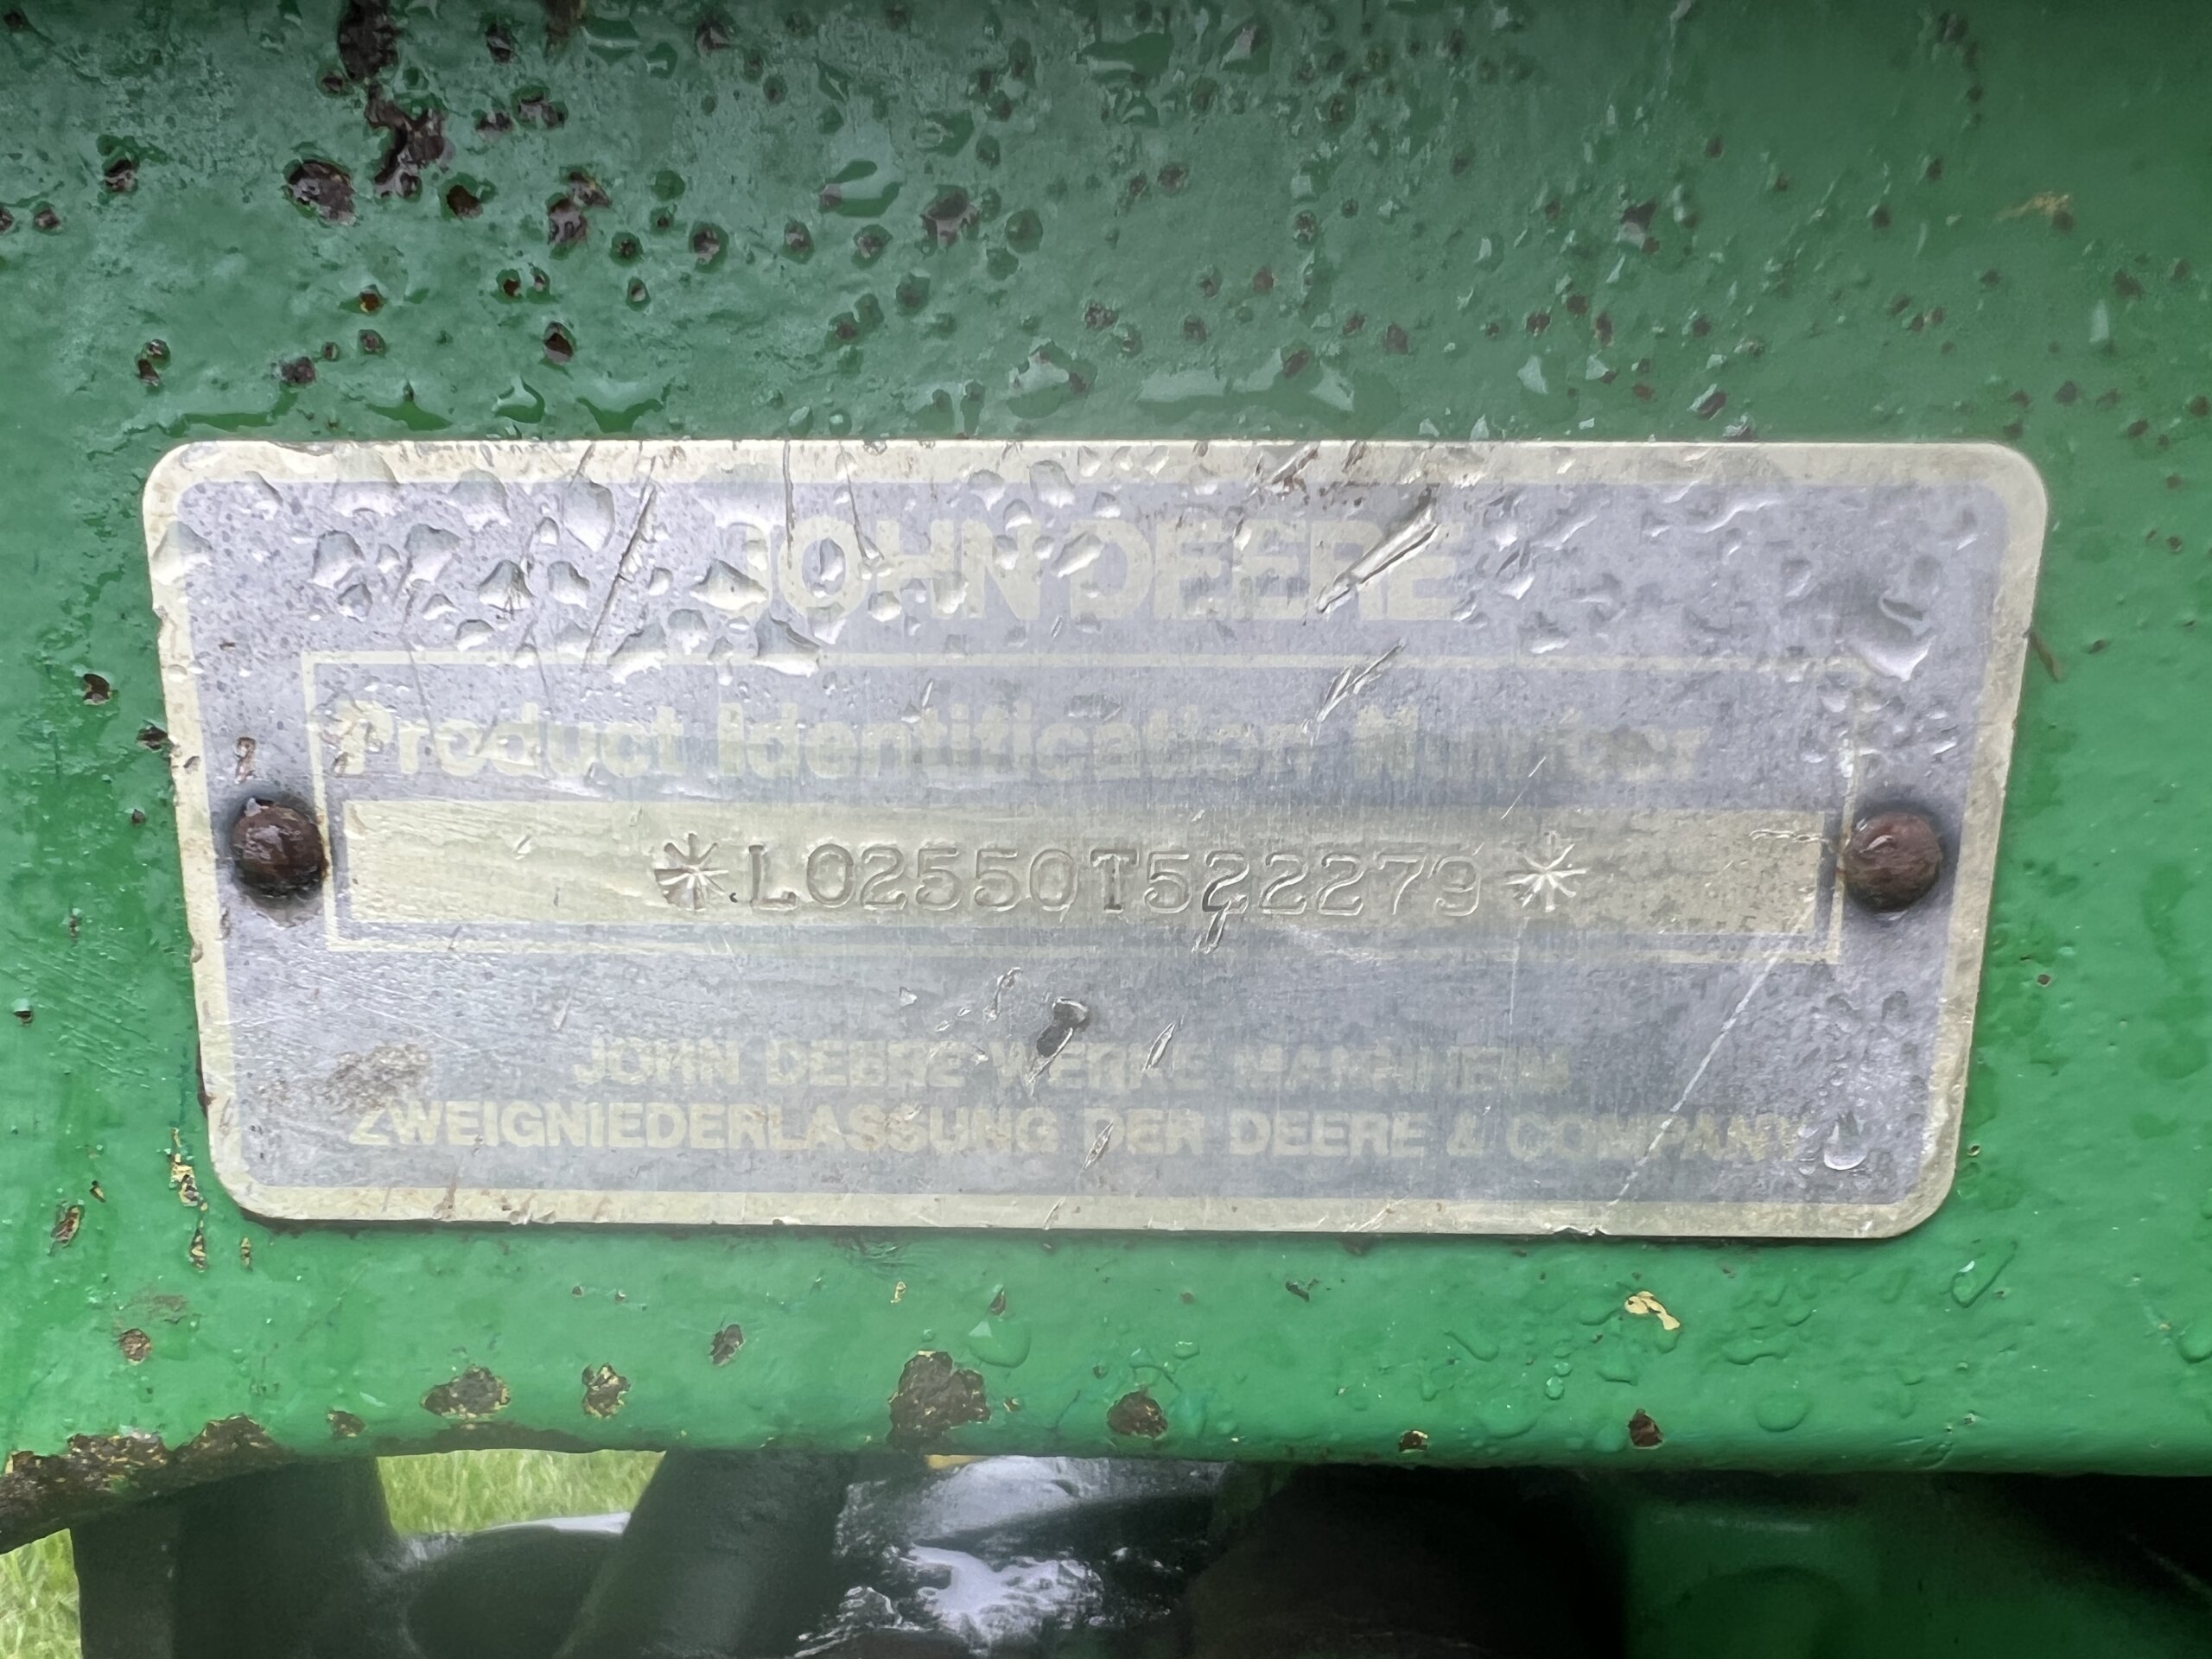 JOHN DEERE
Product Identification Number
*L02550T522279*
JOHN DEERE WERKE MANNHEIM
ZWEIGNIEDERLASSUNG DER DEERE & COMPANY